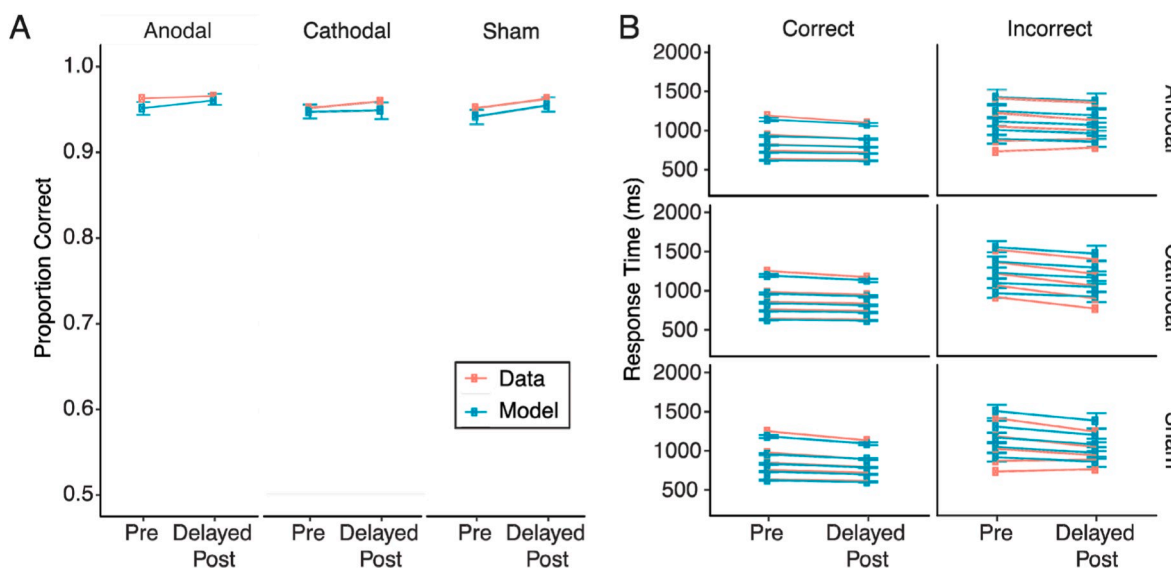 A
Anodal
Cathodal
Sham
1.0
0.9
0.8
0.7
0.6
0.5
Proportion Correct
Data
Model
Pre
Delayed
Post
Pre
Delayed
Post
Pre
Delayed
Post
B
Correct
Incorrect
Response Time (ms)
2000
1500
1000
500
2000
1500
1000
500
2000
1500
1000
500
Pre
Delayed
Post
Pre
Delayed
Post